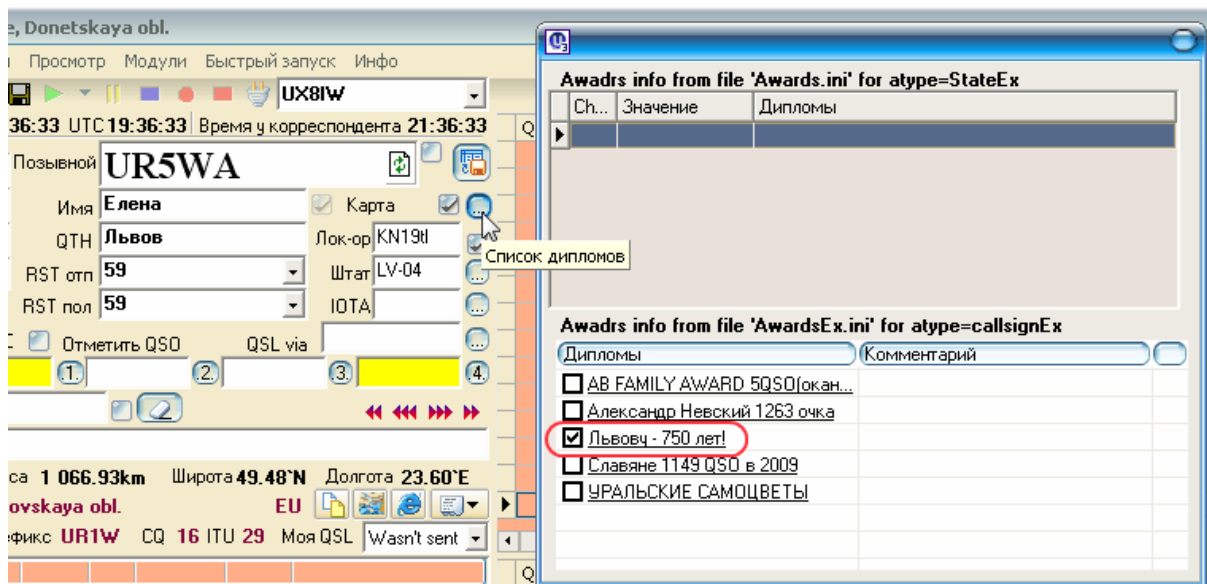 e, Donetskaya obl.
Просмотр Модули Быстрый запуск Инфо
UX8IW
36:33 UTC 19:36:33 Время у корреспондента 21:36:33
Позывной UR5WA
Имя Елена Карта ...
QTH Львов Лок-ор KN19tl
Список дипломов
RST отп 59 Штат LV-04 ...
RST пол 59 IOTA ...
Отметить QSO QSL via ...
1. 2. 3. 4.
са 1 066.93km Широта 49.48`N Долгота 23.60`E
ovskaya obl. EU
ефикс UR1W CQ 16 ITU 29 Моя QSL Wasn't sent
Q
Q
Awadrs info from file 'Awards.ini' for atype=StateEx
Ch... Значение Дипломы
Awadrs info from file 'AwardsEx.ini' for atype=callsignEx
Дипломы Комментарий
AB FAMILY AWARD 5QSO(окан...
Александр Невский 1263 очка
Львовч - 750 лет!
Славяне 1149 QSO в 2009
УРАЛЬСКИЕ САМОЦВЕТЫ